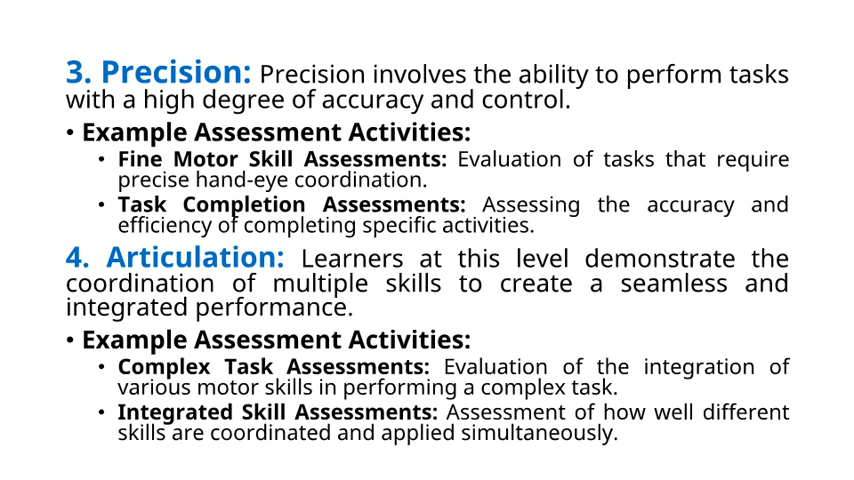 3. Precision: Precision involves the ability to perform tasks
with a high degree of accuracy and control.
• Example Assessment Activities:
• Fine Motor Skill Assessments: Evaluation of tasks that require
precise hand-eye coordination.
• Task Completion Assessments: Assessing the accuracy and
efficiency of completing specific activities.
4. Articulation: Learners at this level demonstrate the
coordination of multiple skills to create a seamless and
integrated performance.
• Example Assessment Activities:
• Complex Task Assessments: Evaluation of the integration of
various motor skills in performing a complex task.
• Integrated Skill Assessments: Assessment of how well different
skills are coordinated and applied simultaneously.